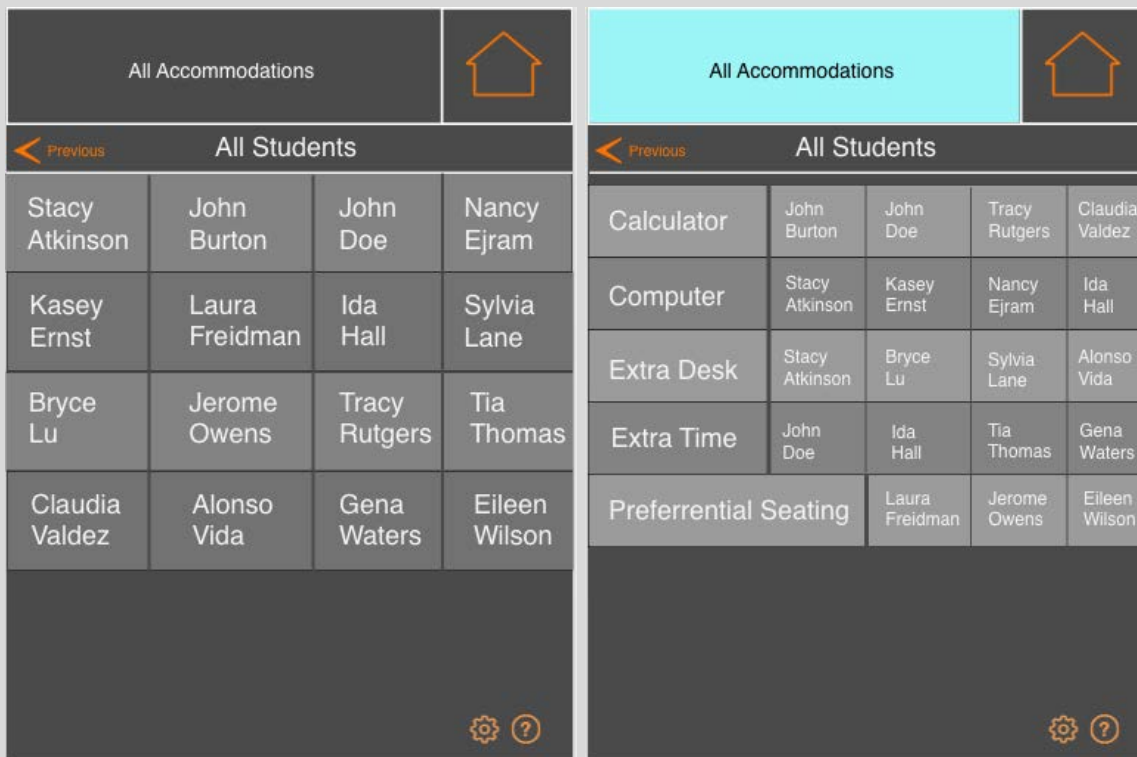 All Accommodations
Previous
All Students
Stacy
Atkinson
John
Burton
John
Doe
Nancy
Ejram
Kasey
Ernst
Laura
Freidman
Ida
Hall
Sylvia
Lane
Bryce
Lu
Jerome
Owens
Tracy
Rutgers
Tia
Thomas
Claudia
Valdez
Alonso
Vida
Gena
Waters
Eileen
Wilson
?
All Accommodations
Previous
All Students
Calculator
John
Burton
John
Doe
Tracy
Rutgers
Claudia
Valdez
Computer
Stacy
Atkinson
Kasey
Ernst
Nancy
Ejram
Ida
Hall
Extra Desk
Stacy
Atkinson
Bryce
Lu
Sylvia
Lane
Alonso
Vida
Extra Time
John
Doe
Ida
Hall
Tia
Thomas
Gena
Waters
Preferrential Seating
Laura
Freidman
Jerome
Owens
Eileen
Wilson
?